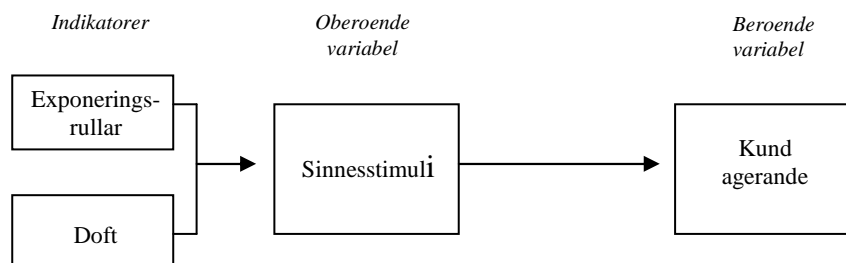 Indikatorer
Oberoende
variabel
Beroende
variabel
Exponerings-
rullar
Sinnesstimuli
Kund
agerande
Doft